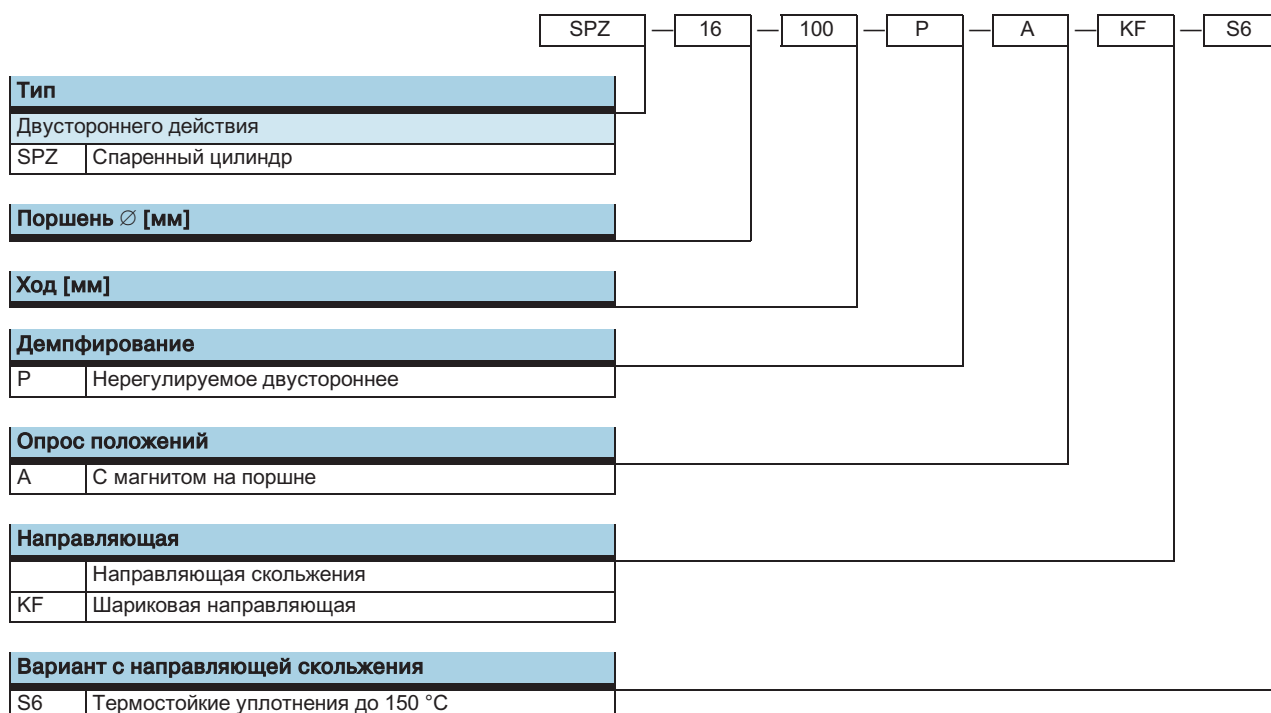 SPZ — 16 — 100 — P — A — KF — S6
Тип
Двустороннего действия
SPZ Спаренный цилиндр
Поршень ∅ [мм]
Ход [мм]
Демпфирование
P Нерегулируемое двустороннее
Опрос положений
A С магнитом на поршне
Направляющая
Направляющая скольжения
KF Шариковая направляющая
Вариант с направляющей скольжения
S6 Термостойкие уплотнения до 150 °C